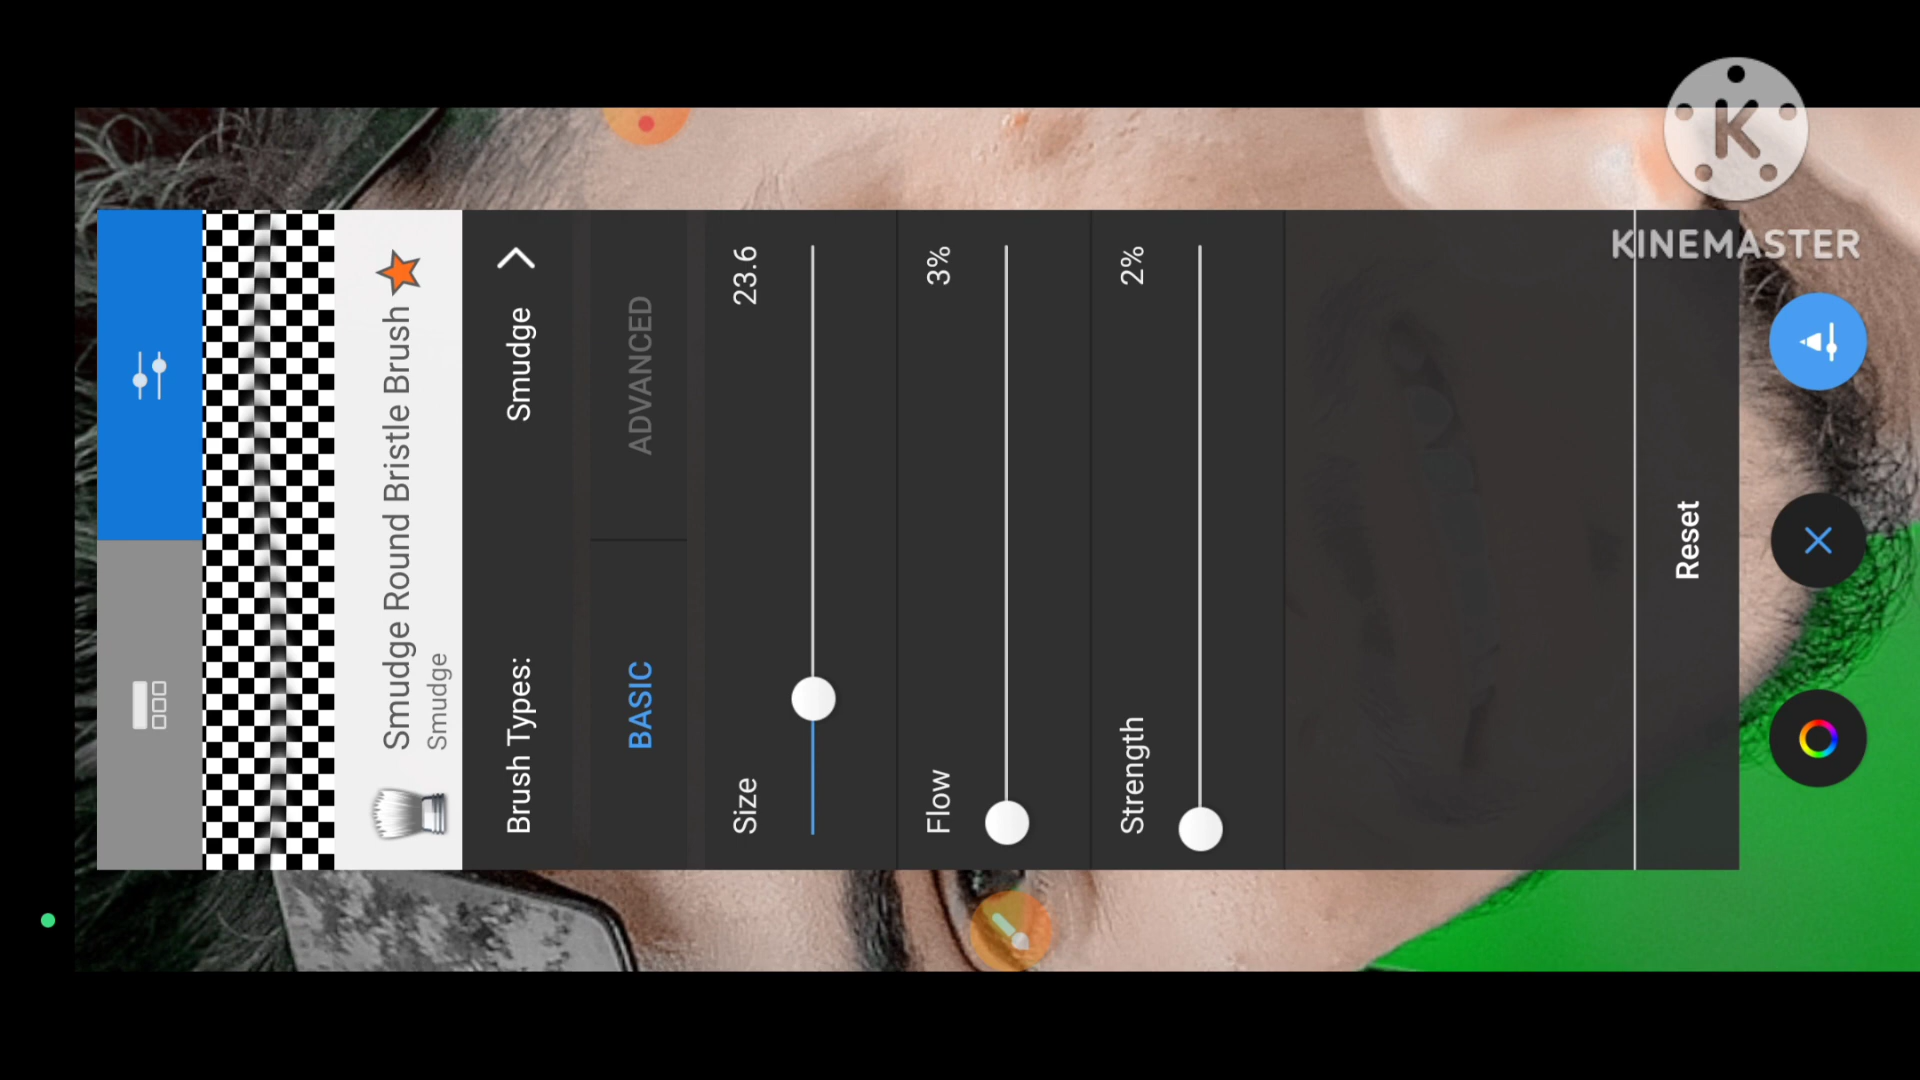 Smudge Round Bristle Brush
Smudge
Brush Types: Smudge
BASIC ADVANCED
Size 23.6
Flow 3%
Strength 2%
Reset
K
KINEMASTER